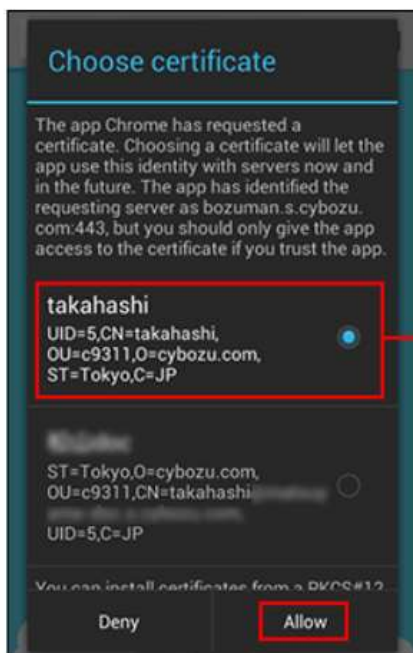 Choose certificate
The app Chrome has requested a
certificate. Choosing a certificate will let the
app use this identity with servers now and
in the future. The app has identified the
requesting server as bozuman.s.cybozu.
com:443, but you should only give the app
access to the certificate if you trust the app.
takahashi
UID=5,CN=takahashi,
OU=c9311,O=cybozu.com,
ST=Tokyo,C=JP
ST=Tokyo,O=cybozu.com,
OU=c9311,CN=takahashi
UID=5,C=JP
You can install certificates from a PKCS#12
Deny
Allow